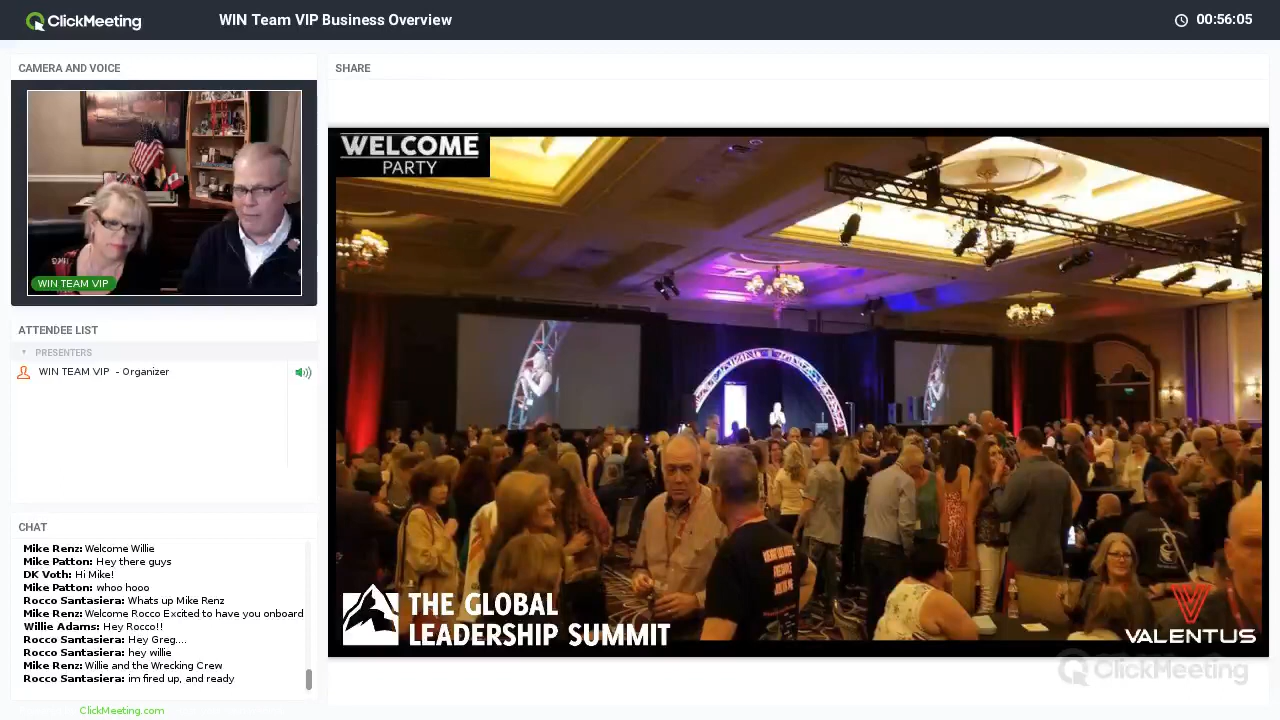 ClickMeeting
WIN Team VIP Business Overview
00:56:05
CAMERA AND VOICE
WIN TEAM VIP
ATTENDEE LIST
PRESENTERS
WIN TEAM VIP - Organizer
CHAT
Mike Renz: Welcome Willie
Mike Patton: Hey there guys
DK Voth: Hi Mike!
Mike Patton: whoo hooo
Rocco Santasiera: Whats up Mike Renz
Mike Renz: Welcome Rocco Excited to have you onboard
Willie Adams: Hey Rocco!!
Rocco Santasiera: Hey Greg....
Rocco Santasiera: hey willie
Mike Renz: Willie and the Wrecking Crew
Rocco Santasiera: im fired up, and ready
ClickMeeting.com
SHARE
WELCOME
PARTY
THE GLOBAL
LEADERSHIP SUMMIT
VALENTUS
ClickMeeting